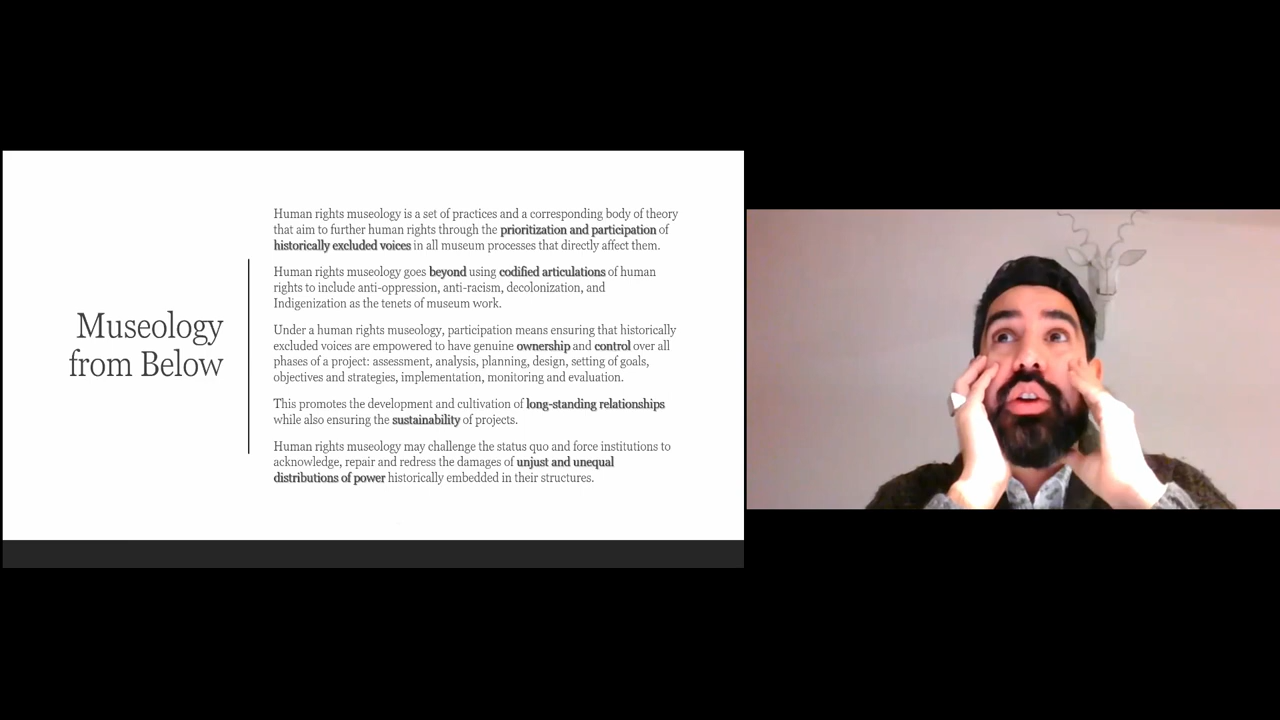 Museology
from Below
Human rights museology is a set of practices and a corresponding body of theory
that aim to further human rights through the prioritization and participation of
historically excluded voices in all museum processes that directly affect them.
Human rights museology goes beyond using codified articulations of human
rights to include anti-oppression, anti-racism, decolonization, and
Indigenization as the tenets of museum work.
Under a human rights museology, participation means ensuring that historically
excluded voices are empowered to have genuine ownership and control over all
phases of a project: assessment, analysis, planning, design, setting of goals,
objectives and strategies, implementation, monitoring and evaluation.
This promotes the development and cultivation of long-standing relationships
while also ensuring the sustainability of projects.
Human rights museology may challenge the status quo and force institutions to
acknowledge, repair and redress the damages of unjust and unequal
distributions of power historically embedded in their structures.